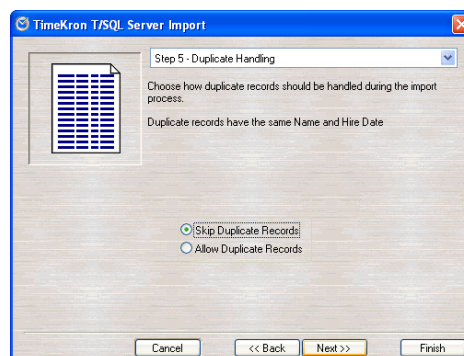 TimeKron T/SQL Server Import
Step 5 - Duplicate Handling
Choose how duplicate records should be handled during the import
process.
Duplicate records have the same Name and Hire Date
Skip Duplicate Records
Allow Duplicate Records
Cancel
<< Back
Next >>
Finish